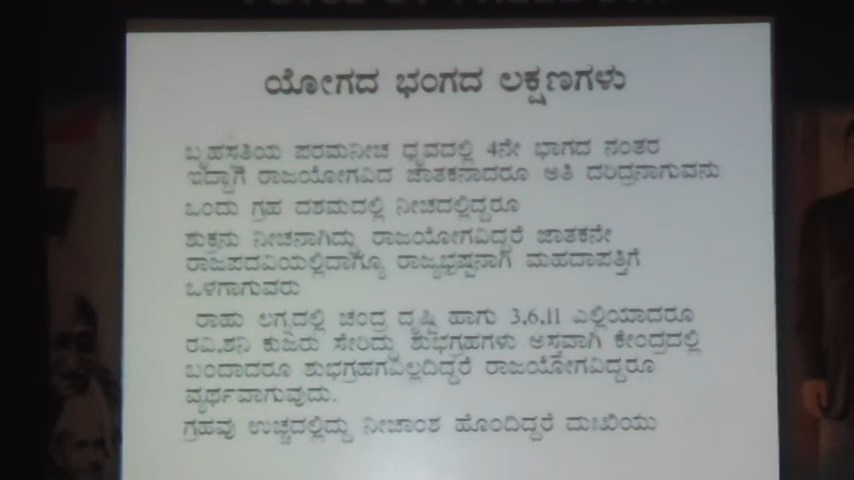 ಯೋಗದ ಭಂಗದ ಲಕ್ಷಣಗಳು
ಬೃಹಸ್ಪತಿಯ ಪರಮನೀಚ ಧೃವದಲ್ಲಿ 4ನೇ ಭಾಗದ ನಂತರ
ಇದ್ದಾಗ ರಾಜಯೋಗವಿದ ಜಾತಕನಾದರೂ ಅತಿ ದರಿದ್ರನಾಗುವನು
ಒಂದು ಗ್ರಹ ದಶಮದಲ್ಲಿ ನೀಚದಲ್ಲಿದ್ದರೂ
ಶುಕ್ರನು ನೀಚನಾಗಿದ್ದು ರಾಜಯೋಗವಿದ್ದರೆ ಜಾತಕನೇ
ರಾಜಪದವಿಯಲ್ಲಿದಾಗ್ಯೂ ರಾಜ್ಯಭ್ರಷ್ಟನಾಗಿ ಮಹದಾಪತ್ತಿಗೆ
ಒಳಗಾಗುವರು
ರಾಹು ಲಗ್ನದಲ್ಲಿ ಚಂದ್ರ ದೃಷ್ಟಿ ಹಾಗು 3,6,11 ಎಲ್ಲಿಯಾದರೂ
ರವಿ,ಶನಿ ಕುಜರು ಸೇರಿದ್ದು ಶುಭಗ್ರಹಗಳು ಅಸ್ತವಾಗಿ ಕೇಂದ್ರದಲ್ಲಿ
ಬಂದಾದರೂ ಶುಭಗ್ರಹಗವಿಲ್ಲದಿದ್ದರೆ ರಾಜಯೋಗವಿದ್ದರೂ
ವ್ಯರ್ಥವಾಗುವುದು.
ಗ್ರಹವು ಉಚ್ಚದಲ್ಲಿದ್ದು ನೀಚಾಂಶ ಹೊಂದಿದ್ದರೆ ದುಃಖಿಯು